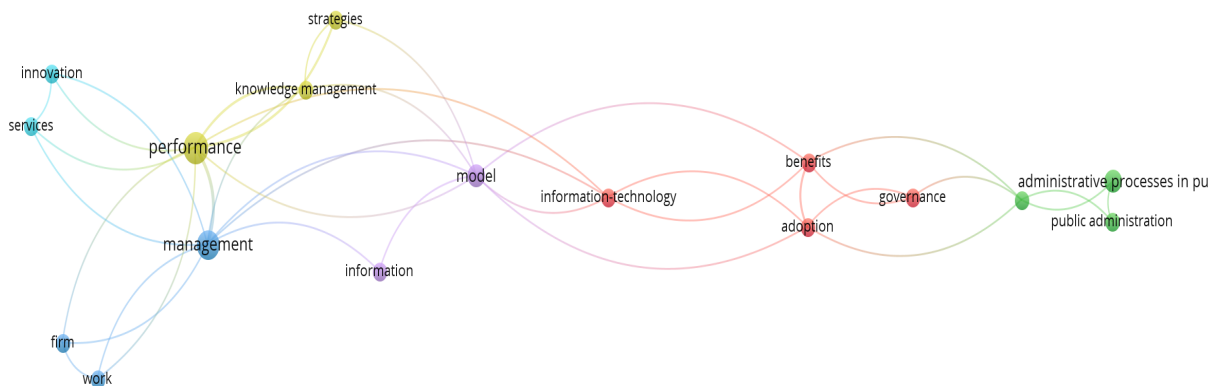 strategies
innovation
knowledge management
services
performance
benefits
model
administrative processes in pu
information-technology
governance
public administration
adoption
management
information
firm
work